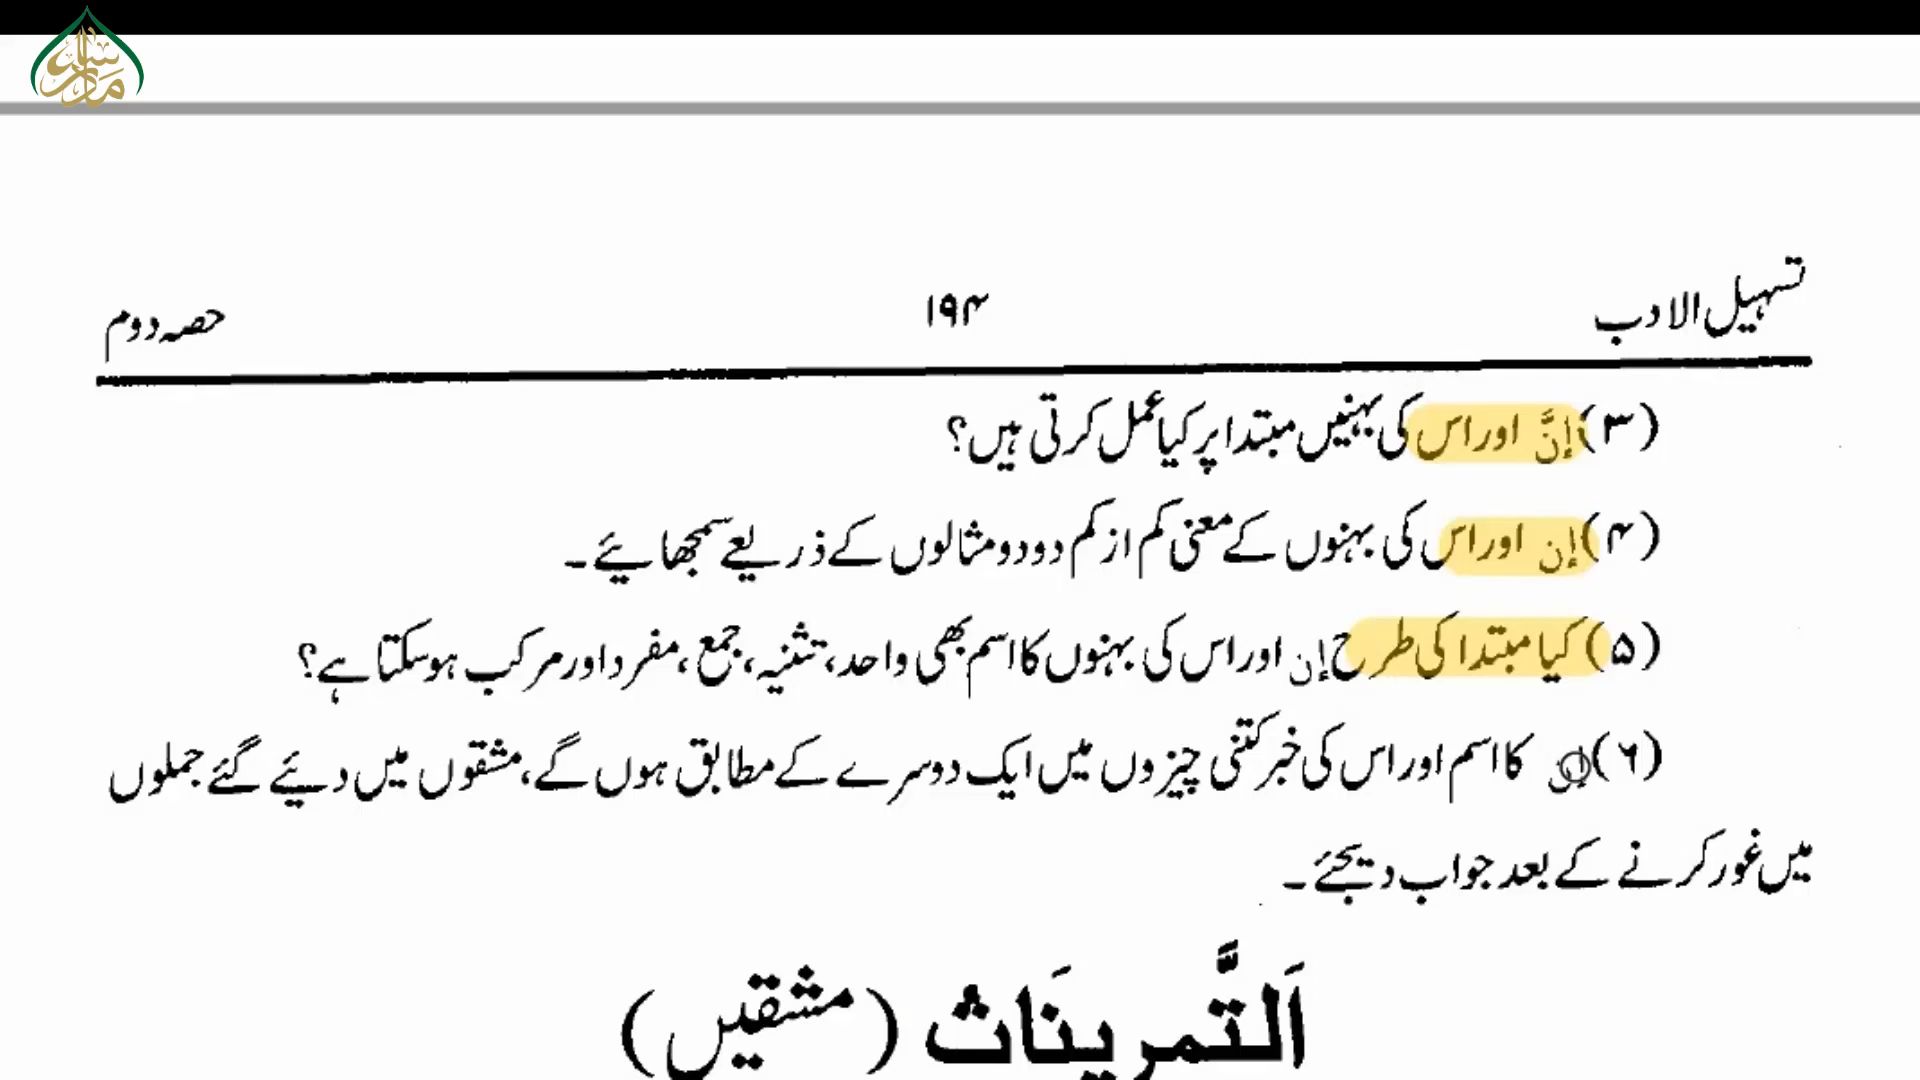 تسہیل الادب ۱۹۴ حصہ دوم
(۳) إنَّ اور اس کی بہنیں مبتدا پر کیا عمل کرتی ہیں؟
(۴) إن اور اس کی بہنوں کے معنی کم از کم دو دو مثالوں کے ذریعے سمجھائیے۔
(۵) کیا مبتدا کی طرح إن اور اس کی بہنوں کا اسم بھی واحد، تثنیہ، جمع، مفرد اور مرکب ہوسکتا ہے؟
(۶) إن کا اسم اور اس کی خبر کتنی چیزوں میں ایک دوسرے کے مطابق ہوں گے، مشقوں میں دیئے گئے جملوں
میں غور کرنے کے بعد جواب دیجئے۔
اَلتَّمرِینَاتُ (مشقیں)